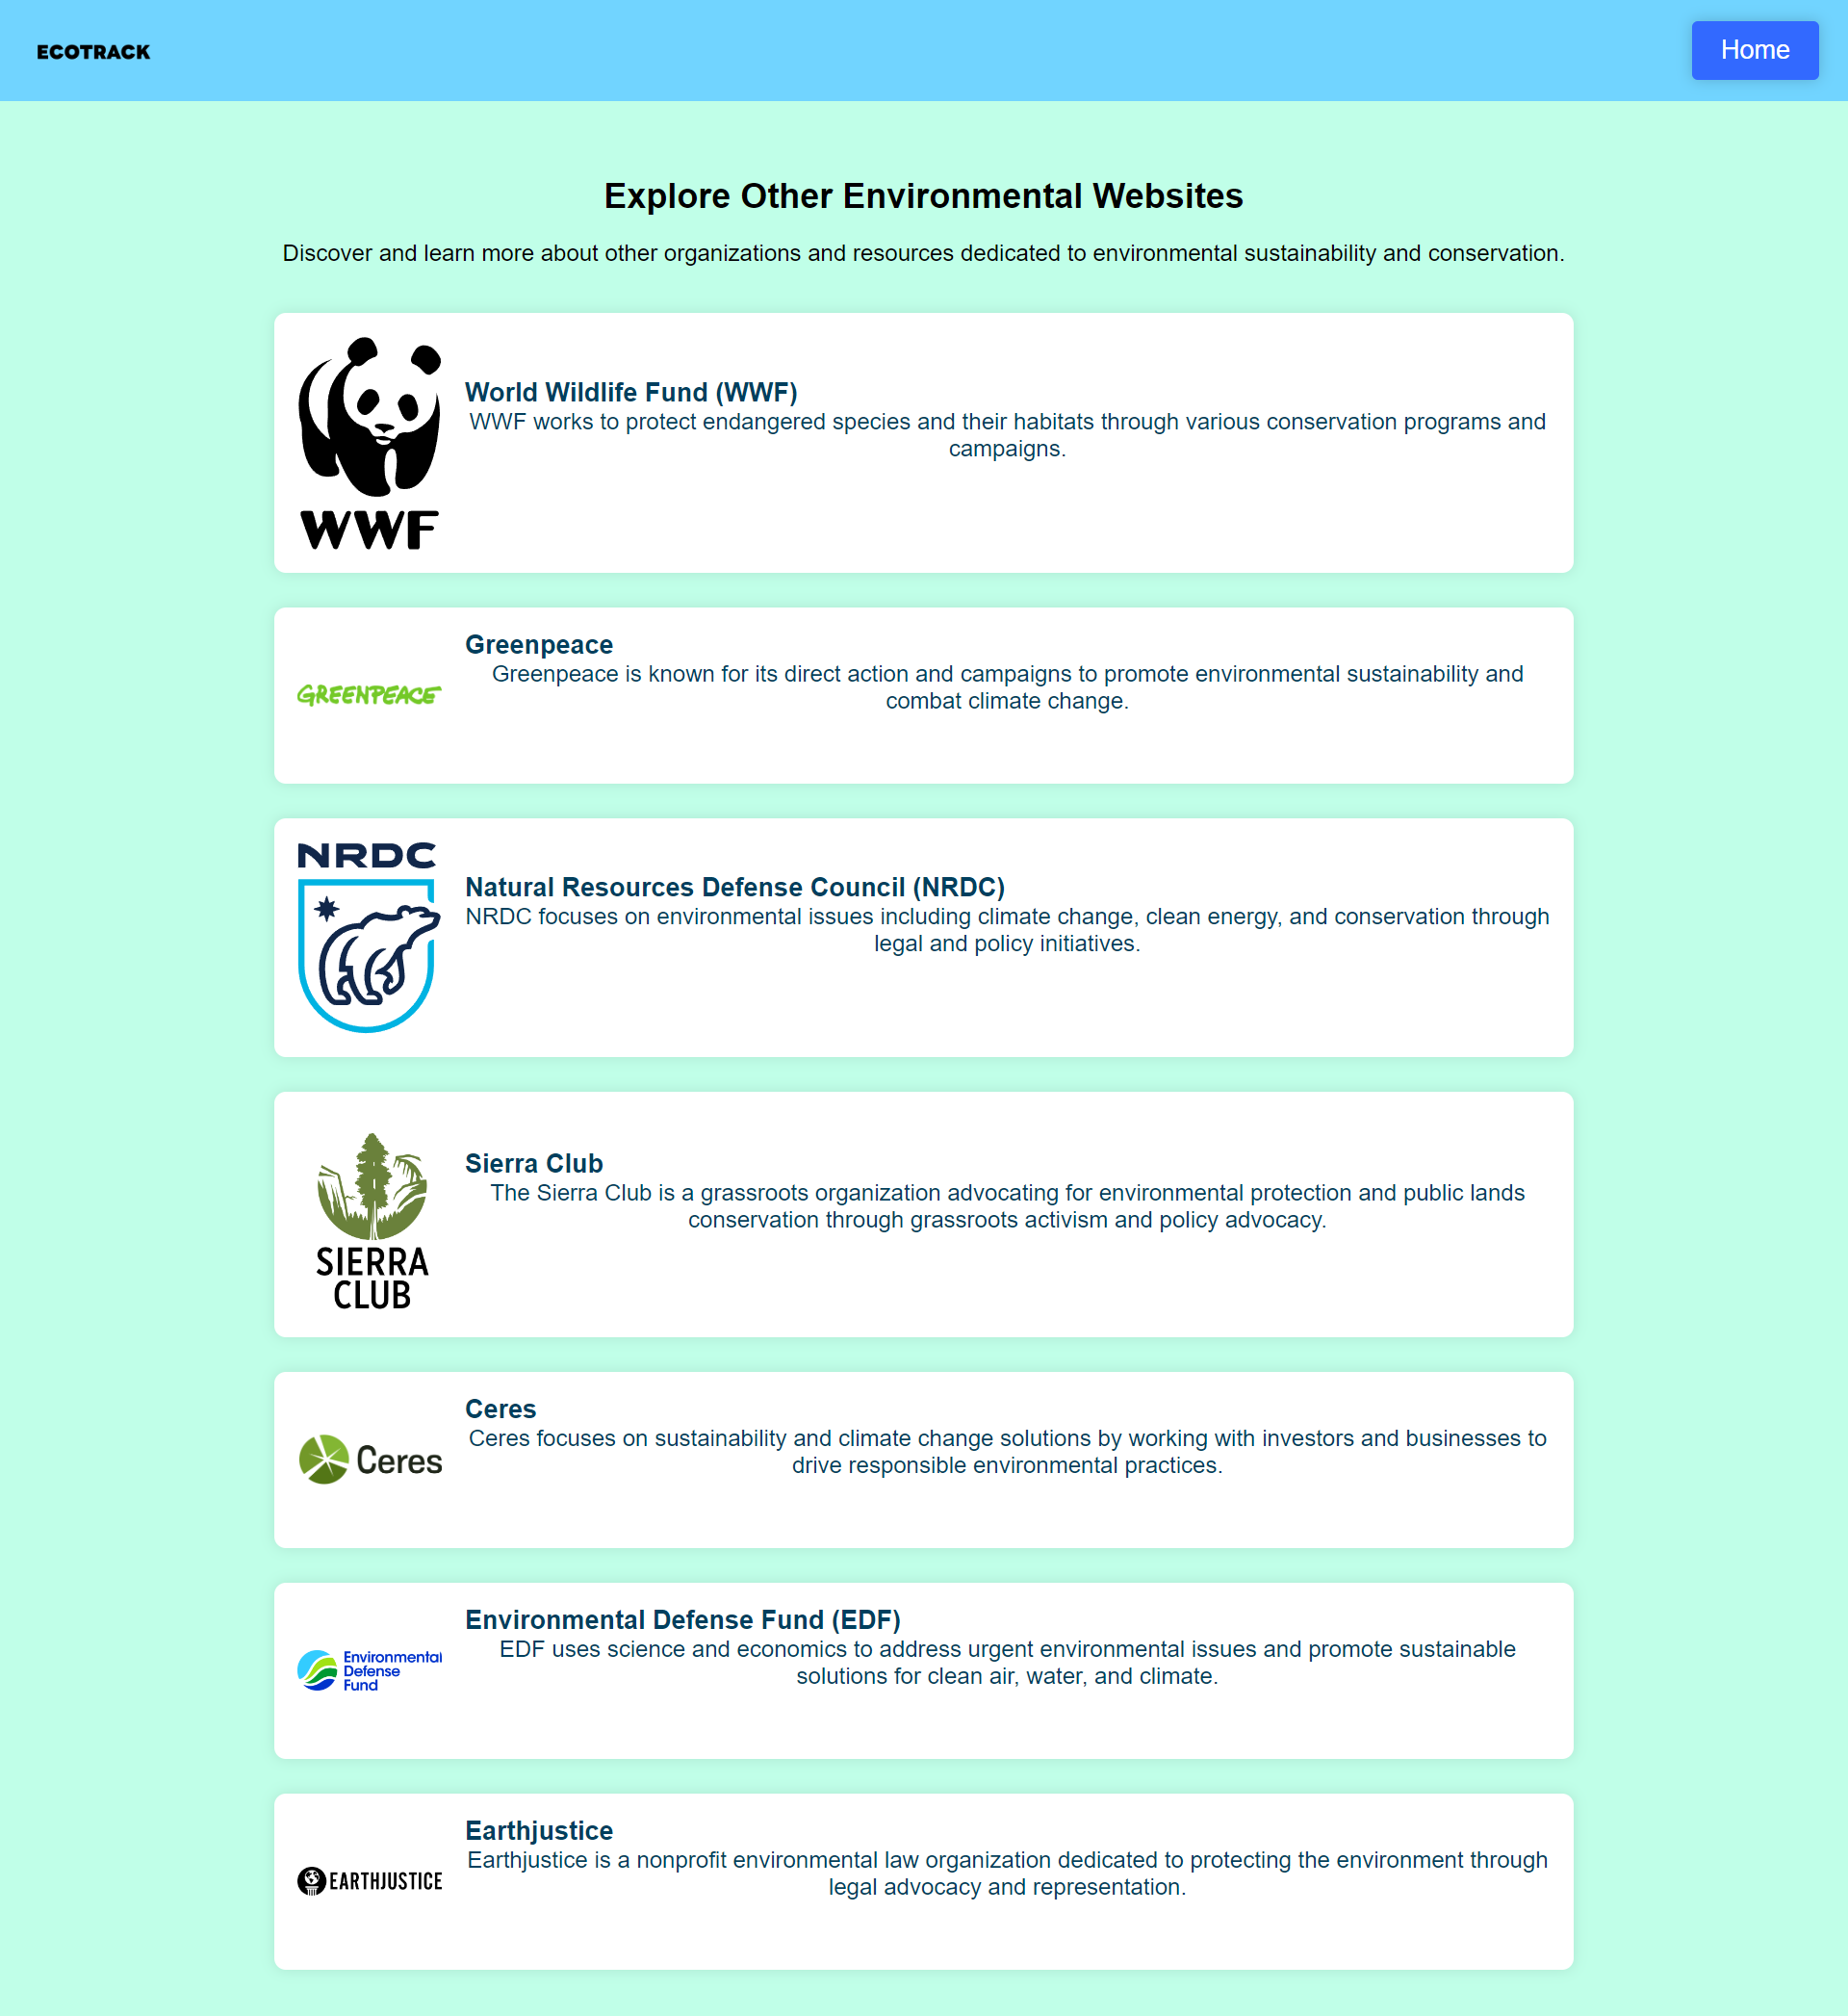 ECOTRACK
Home
Explore Other Environmental Websites
Discover and learn more about other organizations and resources dedicated to environmental sustainability and conservation.
WWF
World Wildlife Fund (WWF)
WWF works to protect endangered species and their habitats through various conservation programs and
campaigns.
GREENPEACE
Greenpeace
Greenpeace is known for its direct action and campaigns to promote environmental sustainability and
combat climate change.
NRDC
Natural Resources Defense Council (NRDC)
NRDC focuses on environmental issues including climate change, clean energy, and conservation through
legal and policy initiatives.
SIERRA
CLUB
Sierra Club
The Sierra Club is a grassroots organization advocating for environmental protection and public lands
conservation through grassroots activism and policy advocacy.
Ceres
Ceres
Ceres focuses on sustainability and climate change solutions by working with investors and businesses to
drive responsible environmental practices.
Environmental
Defense
Fund
Environmental Defense Fund (EDF)
EDF uses science and economics to address urgent environmental issues and promote sustainable
solutions for clean air, water, and climate.
EARTHJUSTICE
Earthjustice
Earthjustice is a nonprofit environmental law organization dedicated to protecting the environment through
legal advocacy and representation.